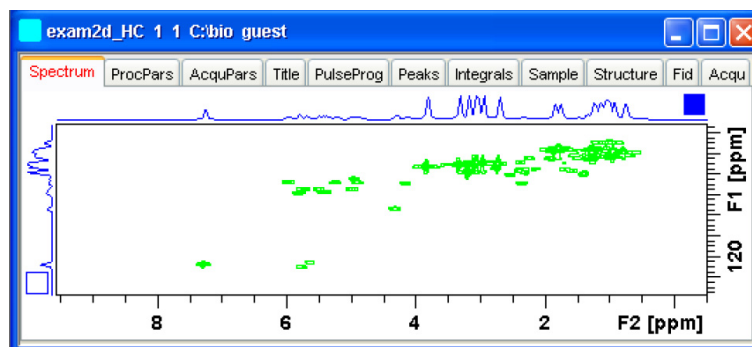 exam2d_HC 1 1 C:\bio guest
Spectrum ProcPars AcquPars Title PulseProg Peaks Integrals Sample Structure Fid Acqu
F1 [ppm]
120
8 6 4 2 F2 [ppm]